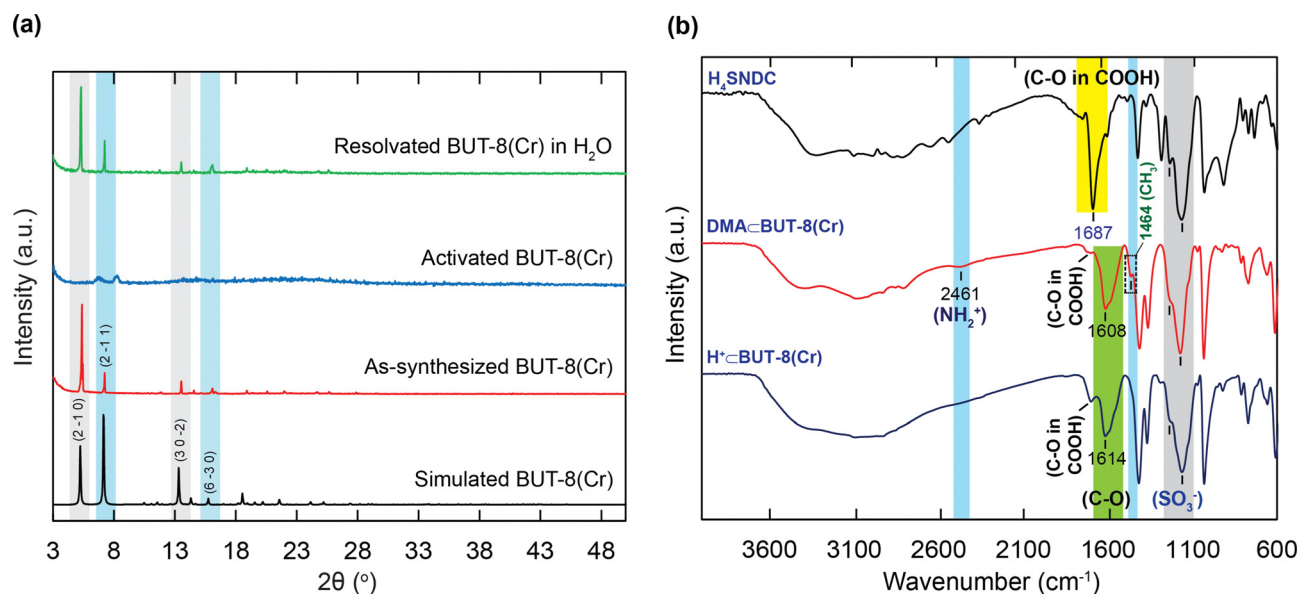 (a)
Resolvated BUT-8(Cr) in H₂O
Activated BUT-8(Cr)
As-synthesized BUT-8(Cr)
Simulated BUT-8(Cr)
(2 -1 0)
(2 -1 1)
(3 0 -2)
(6 -3 0)
Intensity (a.u.)
3 8 13 18 23 28 33 38 43 48
2θ (°)
(b)
H₄SNDC
(C-O in COOH)
1687
1464 (CH₃)
DMA⊂BUT-8(Cr)
2461
(NH₂⁺)
(C-O in
COOH)
1608
H⁺⊂BUT-8(Cr)
(C-O in
COOH)
1614
(C-O)
(SO₃⁻)
Intensity (a.u.)
3600 3100 2600 2100 1600 1100 600
Wavenumber (cm⁻¹)